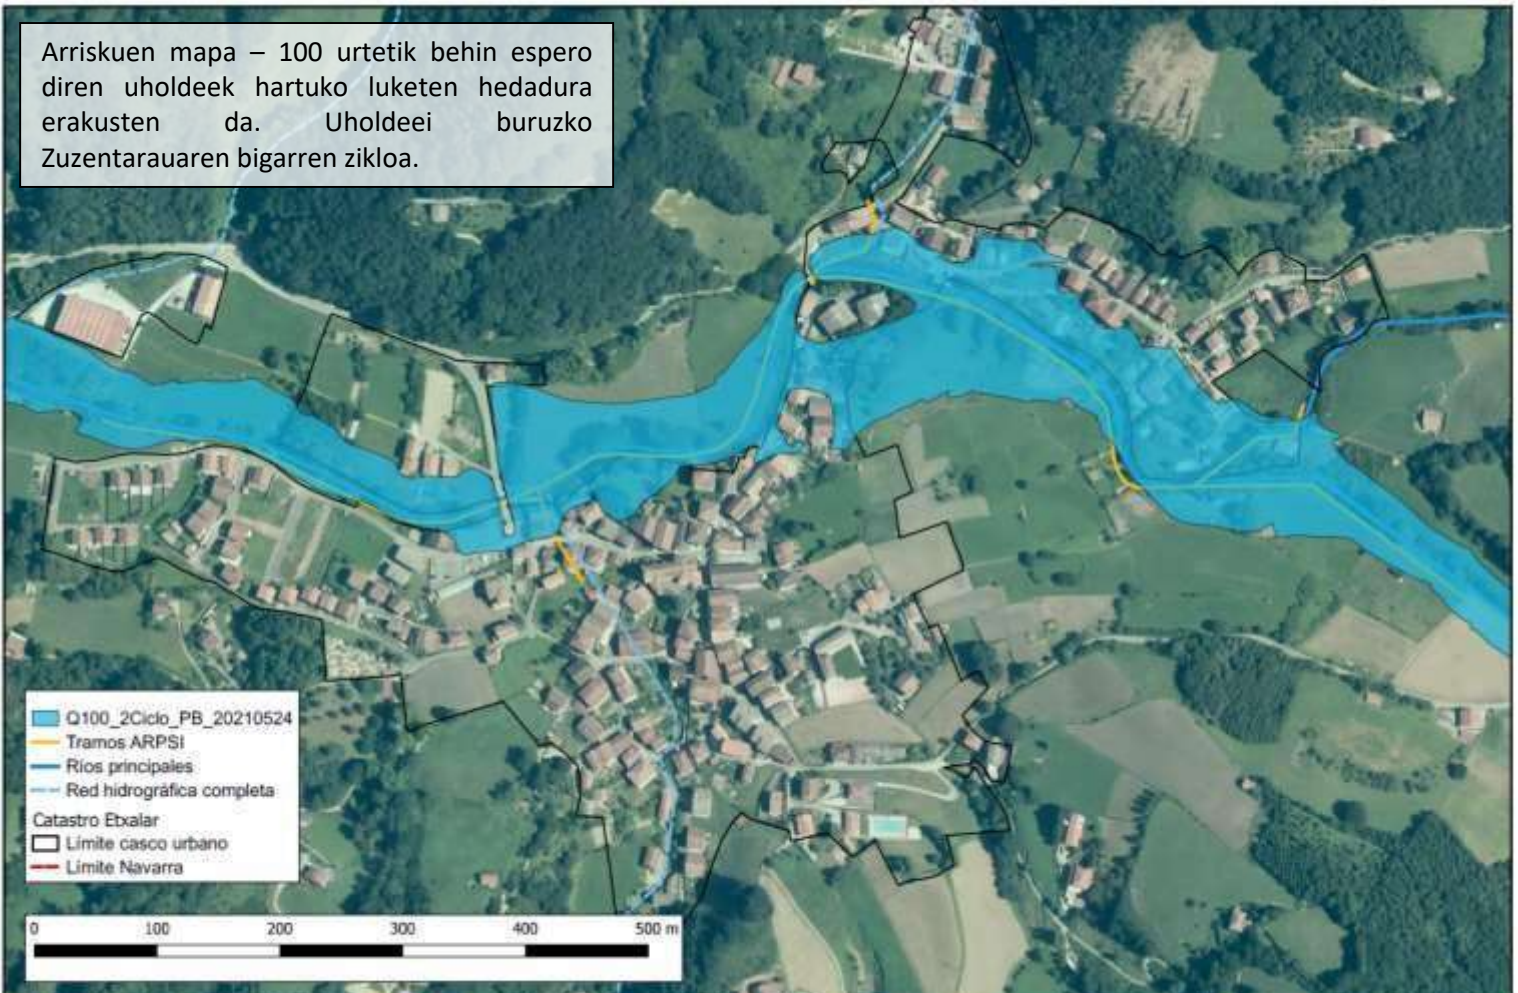 Arriskuen mapa – 100 urtetik behin espero
diren uholdeek hartuko luketen hedadura
erakusten da. Uholdeei buruzko
Zuzentarauaren bigarren zikloa.
Q100_2Ciclo_PB_20210524
Tramos ARPSI
Ríos principales
Red hidrográfica completa
Catastro Etxalar
Límite casco urbano
Límite Navarra
0 100 200 300 400 500 m